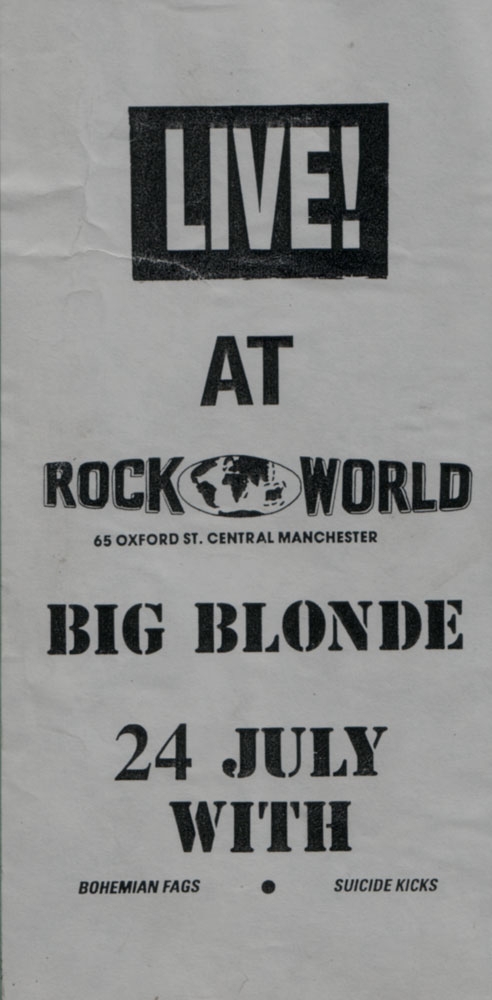 LIVE!
AT
ROCK WORLD
65 OXFORD ST. CENTRAL MANCHESTER
BIG BLONDE
24 JULY
WITH
BOHEMIAN FAGS • SUICIDE KICKS